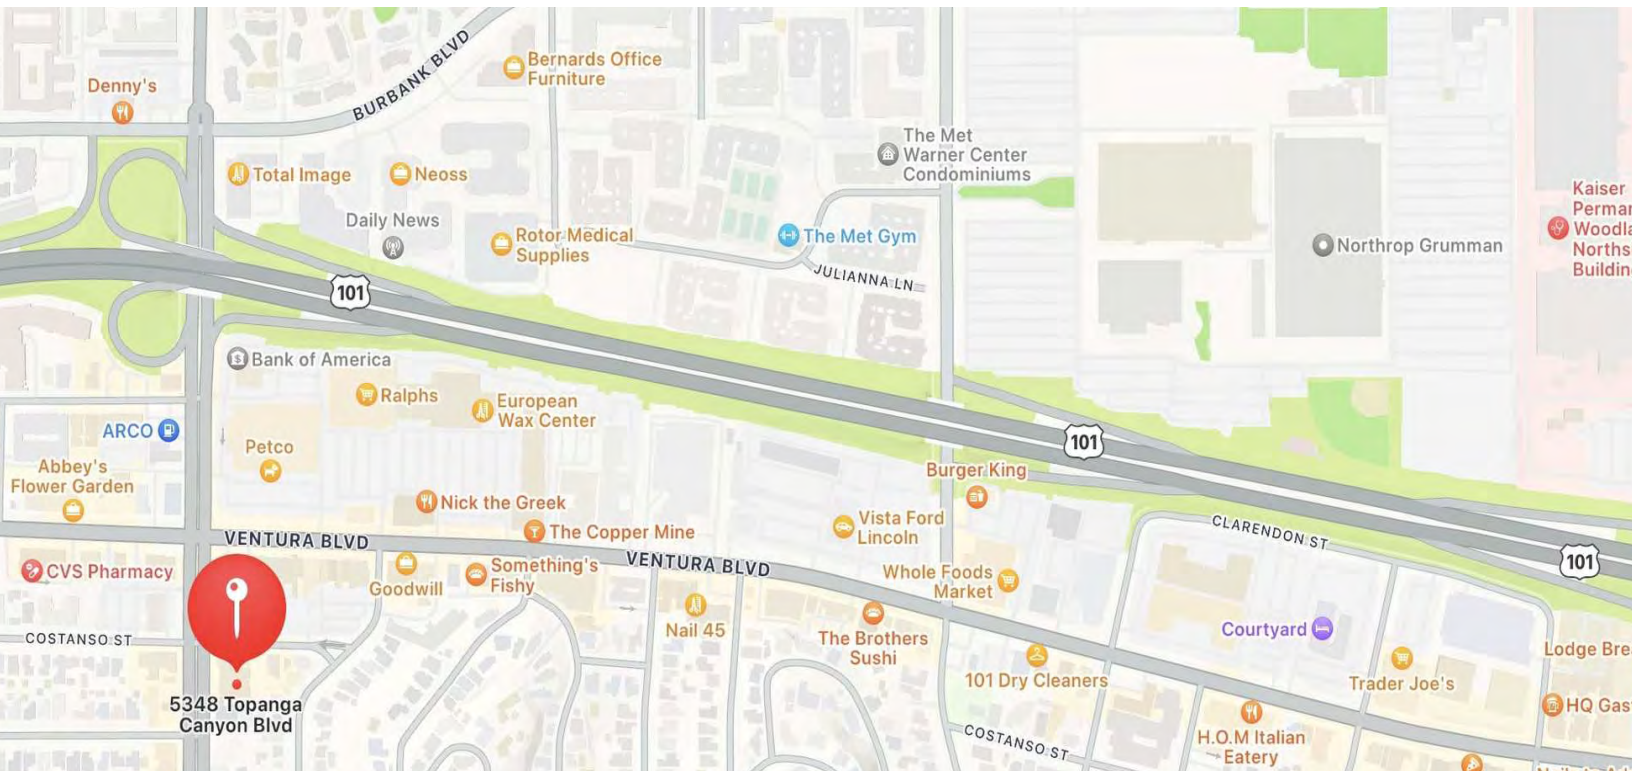 BURBANK BLVD
Bernards Office
Furniture
Denny's
The Met
Warner Center
Condominiums
Total Image
Neoss
Daily News
Rotor Medical
Supplies
The Met Gym
JULIANNA LN
Northrop Grumman
Kaiser
Woodla
Norths
Buildin
101
Bank of America
Ralphs
European
Wax Center
ARCO
Petco
Abbey's
Flower Garden
101
Burger King
Nick the Greek
The Copper Mine
Vista Ford
Lincoln
CLARENDON ST
VENTURA BLVD
VENTURA BLVD
101
CVS Pharmacy
Goodwill
Something's
Fishy
Whole Foods
Market
Nail 45
The Brothers
Sushi
Courtyard
COSTANSO ST
Lodge Bre
101 Dry Cleaners
Trader Joe's
5348 Topanga
Canyon Blvd
HQ Gas
COSTANSO ST
H.O.M Italian
Eatery